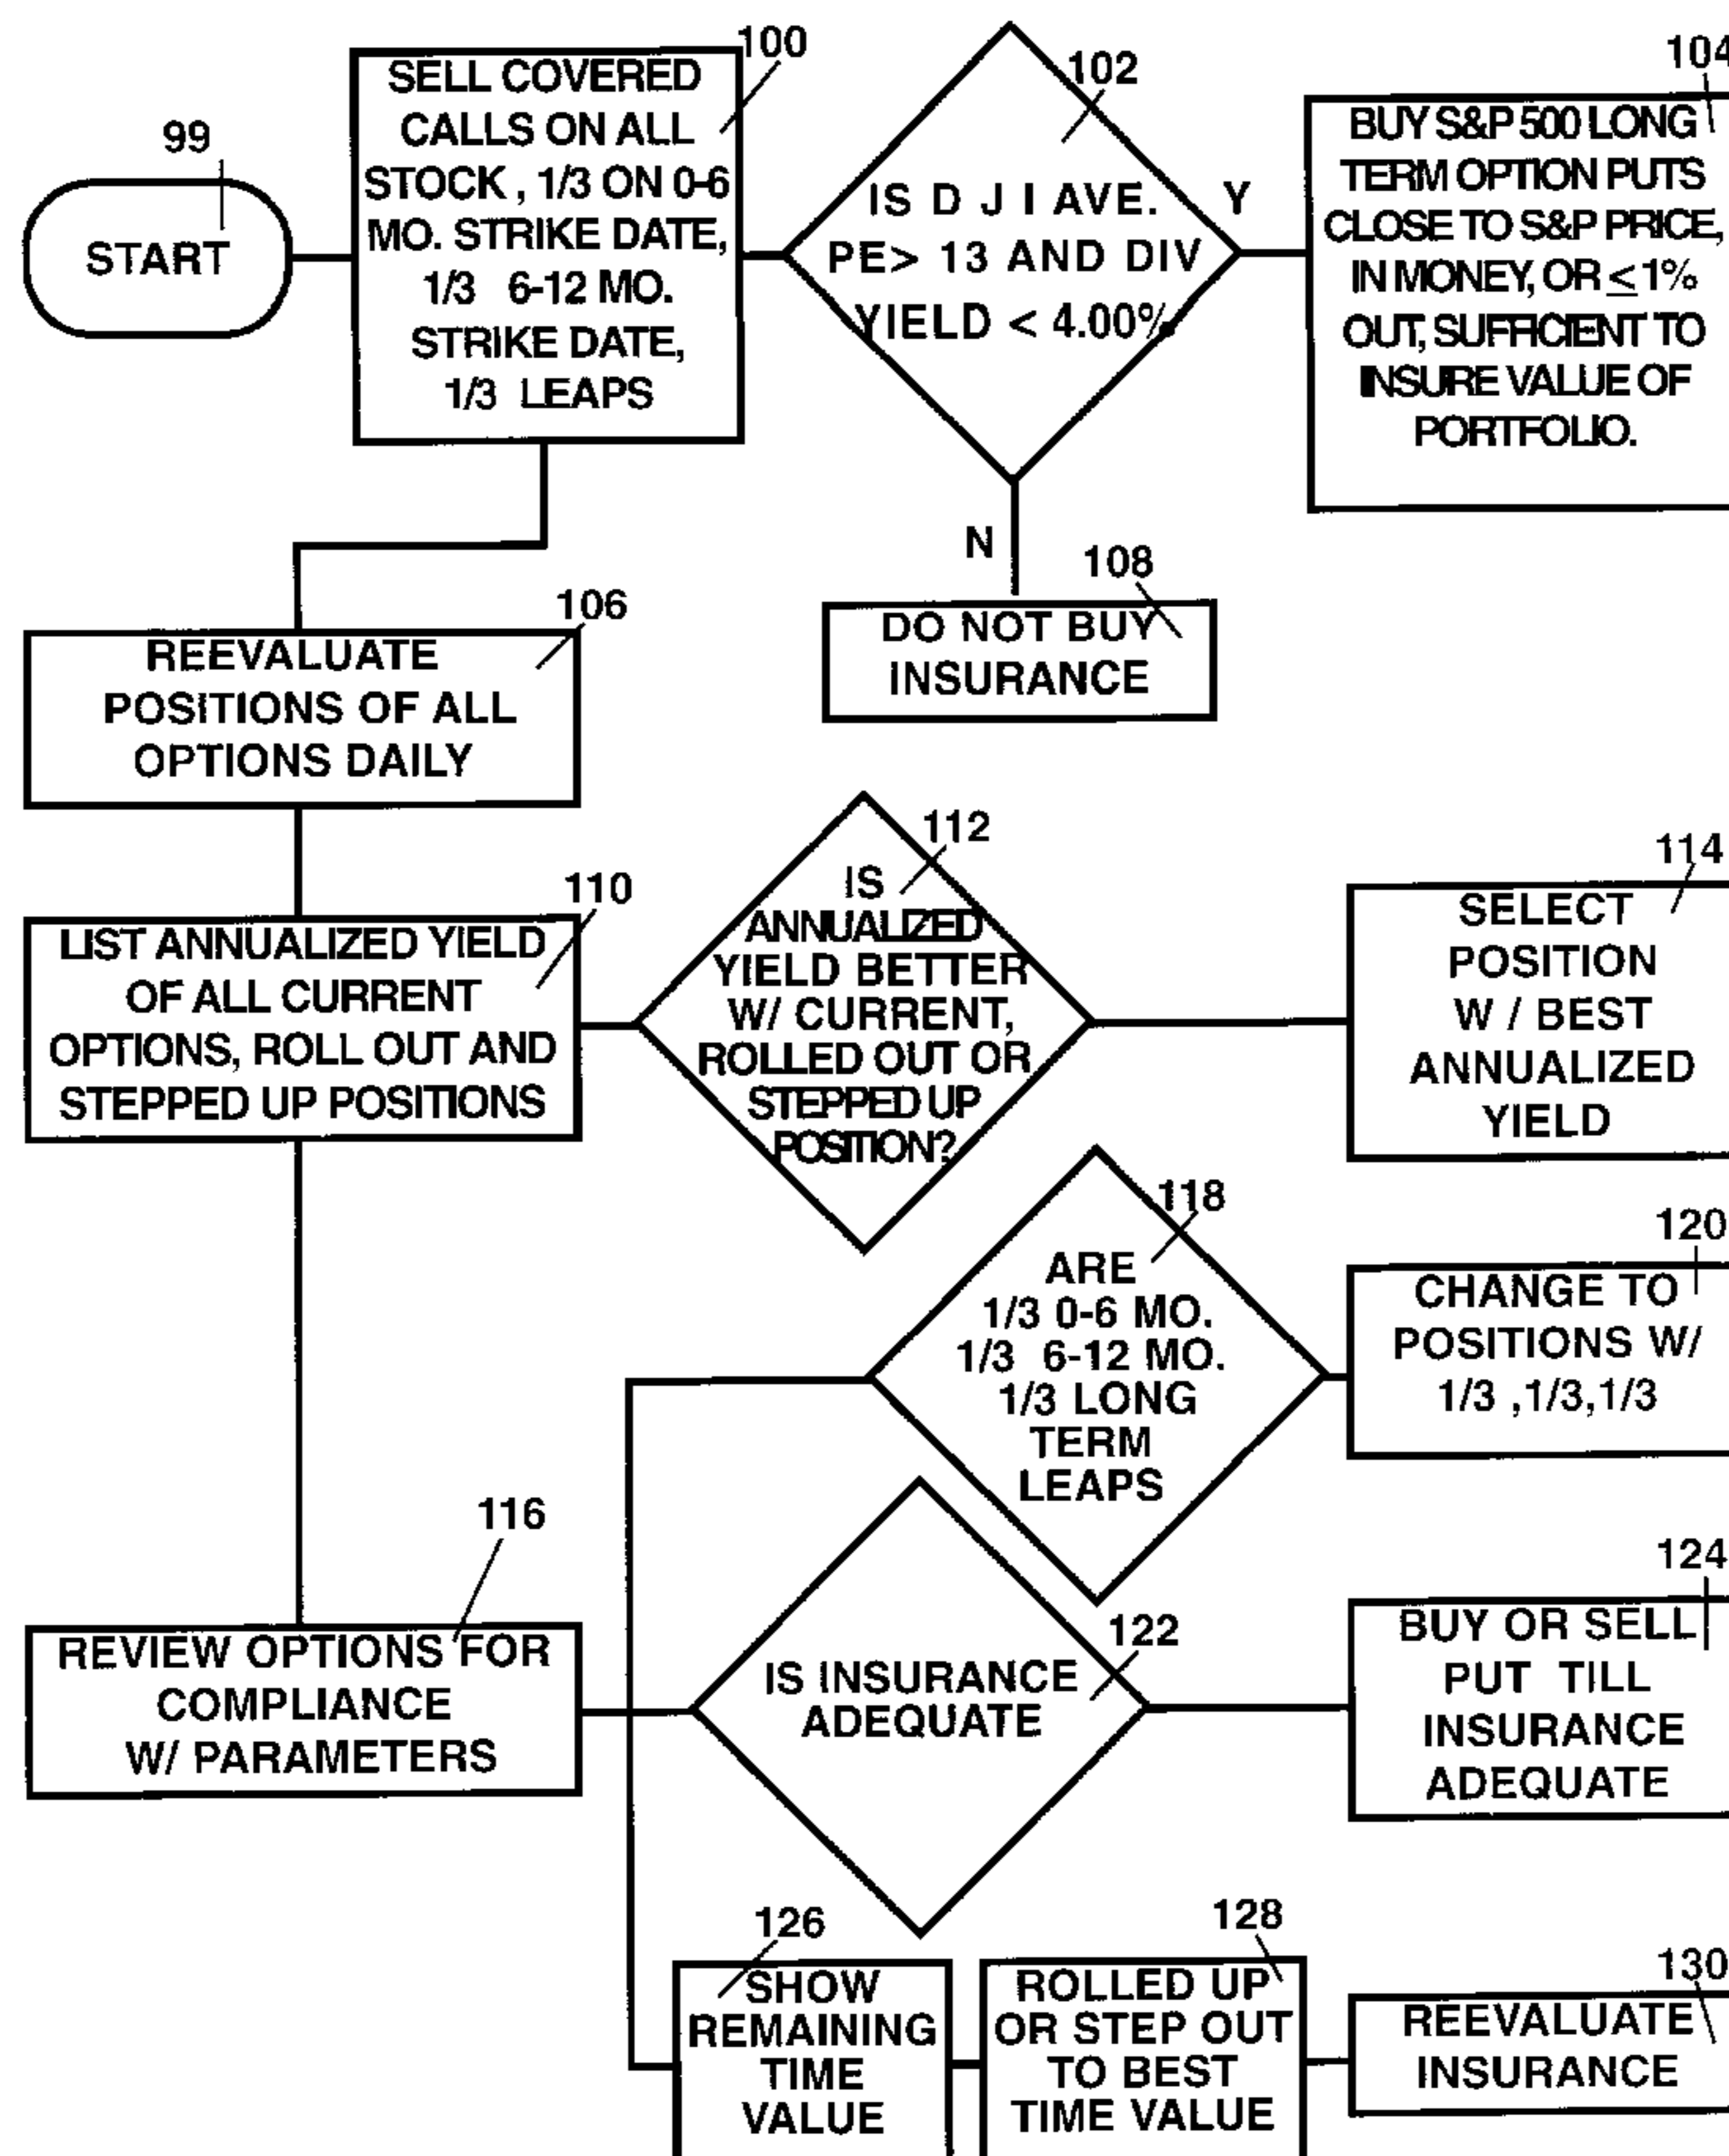 99
START
100
SELL COVERED
CALLS ON ALL
STOCK , 1/3 ON 0-6
MO. STRIKE DATE,
1/3 6-12 MO.
STRIKE DATE,
1/3 LEAPS
102
IS D J I AVE.
PE> 13 AND DIV
YIELD < 4.00%
Y
N
104
BUY S&P 500 LONG
TERM OPTION PUTS
CLOSE TO S&P PRICE,
IN MONEY, OR ≤ 1%
OUT, SUFFICIENT TO
INSURE VALUE OF
PORTFOLIO.
106
REEVALUATE
POSITIONS OF ALL
OPTIONS DAILY
108
DO NOT BUY
INSURANCE
110
LIST ANNUALIZED YIELD
OF ALL CURRENT
OPTIONS, ROLL OUT AND
STEPPED UP POSITIONS
112
IS
ANNUALIZED
YIELD BETTER
W/ CURRENT,
ROLLED OUT OR
STEPPED UP
POSITION?
114
SELECT
POSITION
W / BEST
ANNUALIZED
YIELD
118
ARE
1/3 0-6 MO.
1/3 6-12 MO.
1/3 LONG
TERM
LEAPS
120
CHANGE TO
POSITIONS W/
1/3 ,1/3,1/3
116
REVIEW OPTIONS FOR
COMPLIANCE
W/ PARAMETERS
122
IS INSURANCE
ADEQUATE
124
BUY OR SELL
PUT TILL
INSURANCE
ADEQUATE
126
SHOW
REMAINING
TIME
VALUE
128
ROLLED UP
OR STEP OUT
TO BEST
TIME VALUE
130
REEVALUATE
INSURANCE